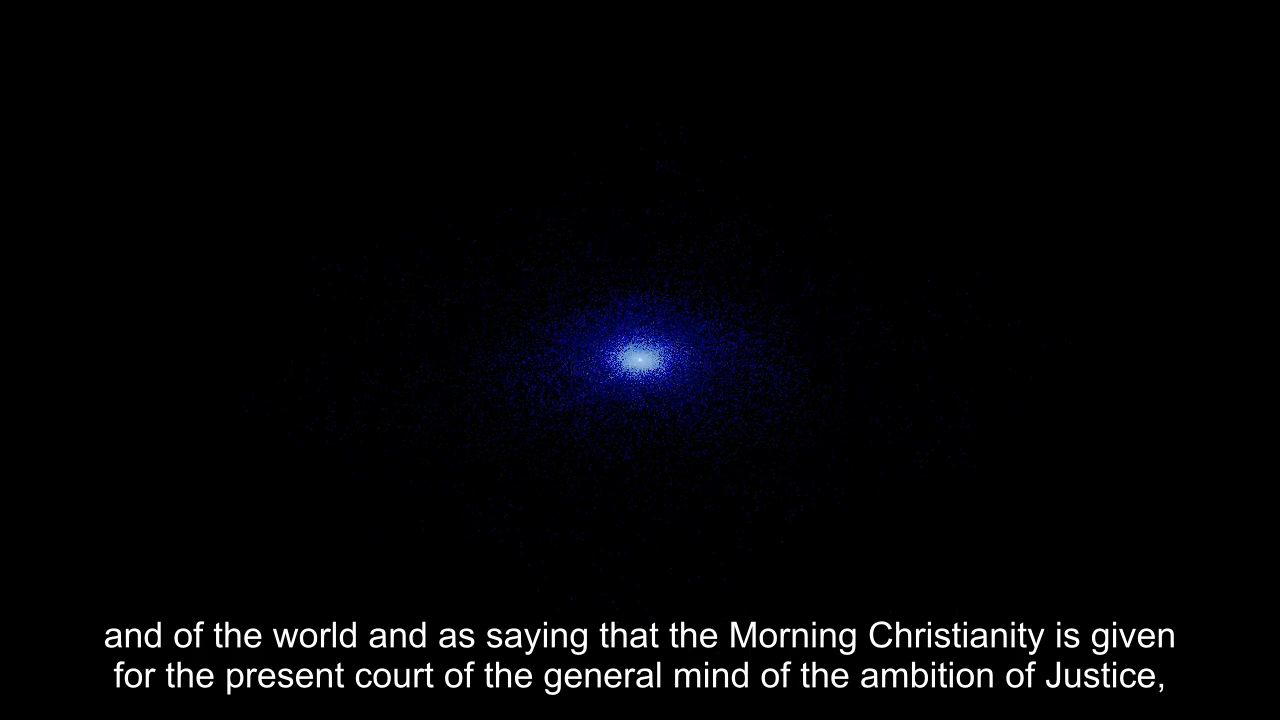 and of the world and as saying that the Morning Christianity is given
for the present court of the general mind of the ambition of Justice,